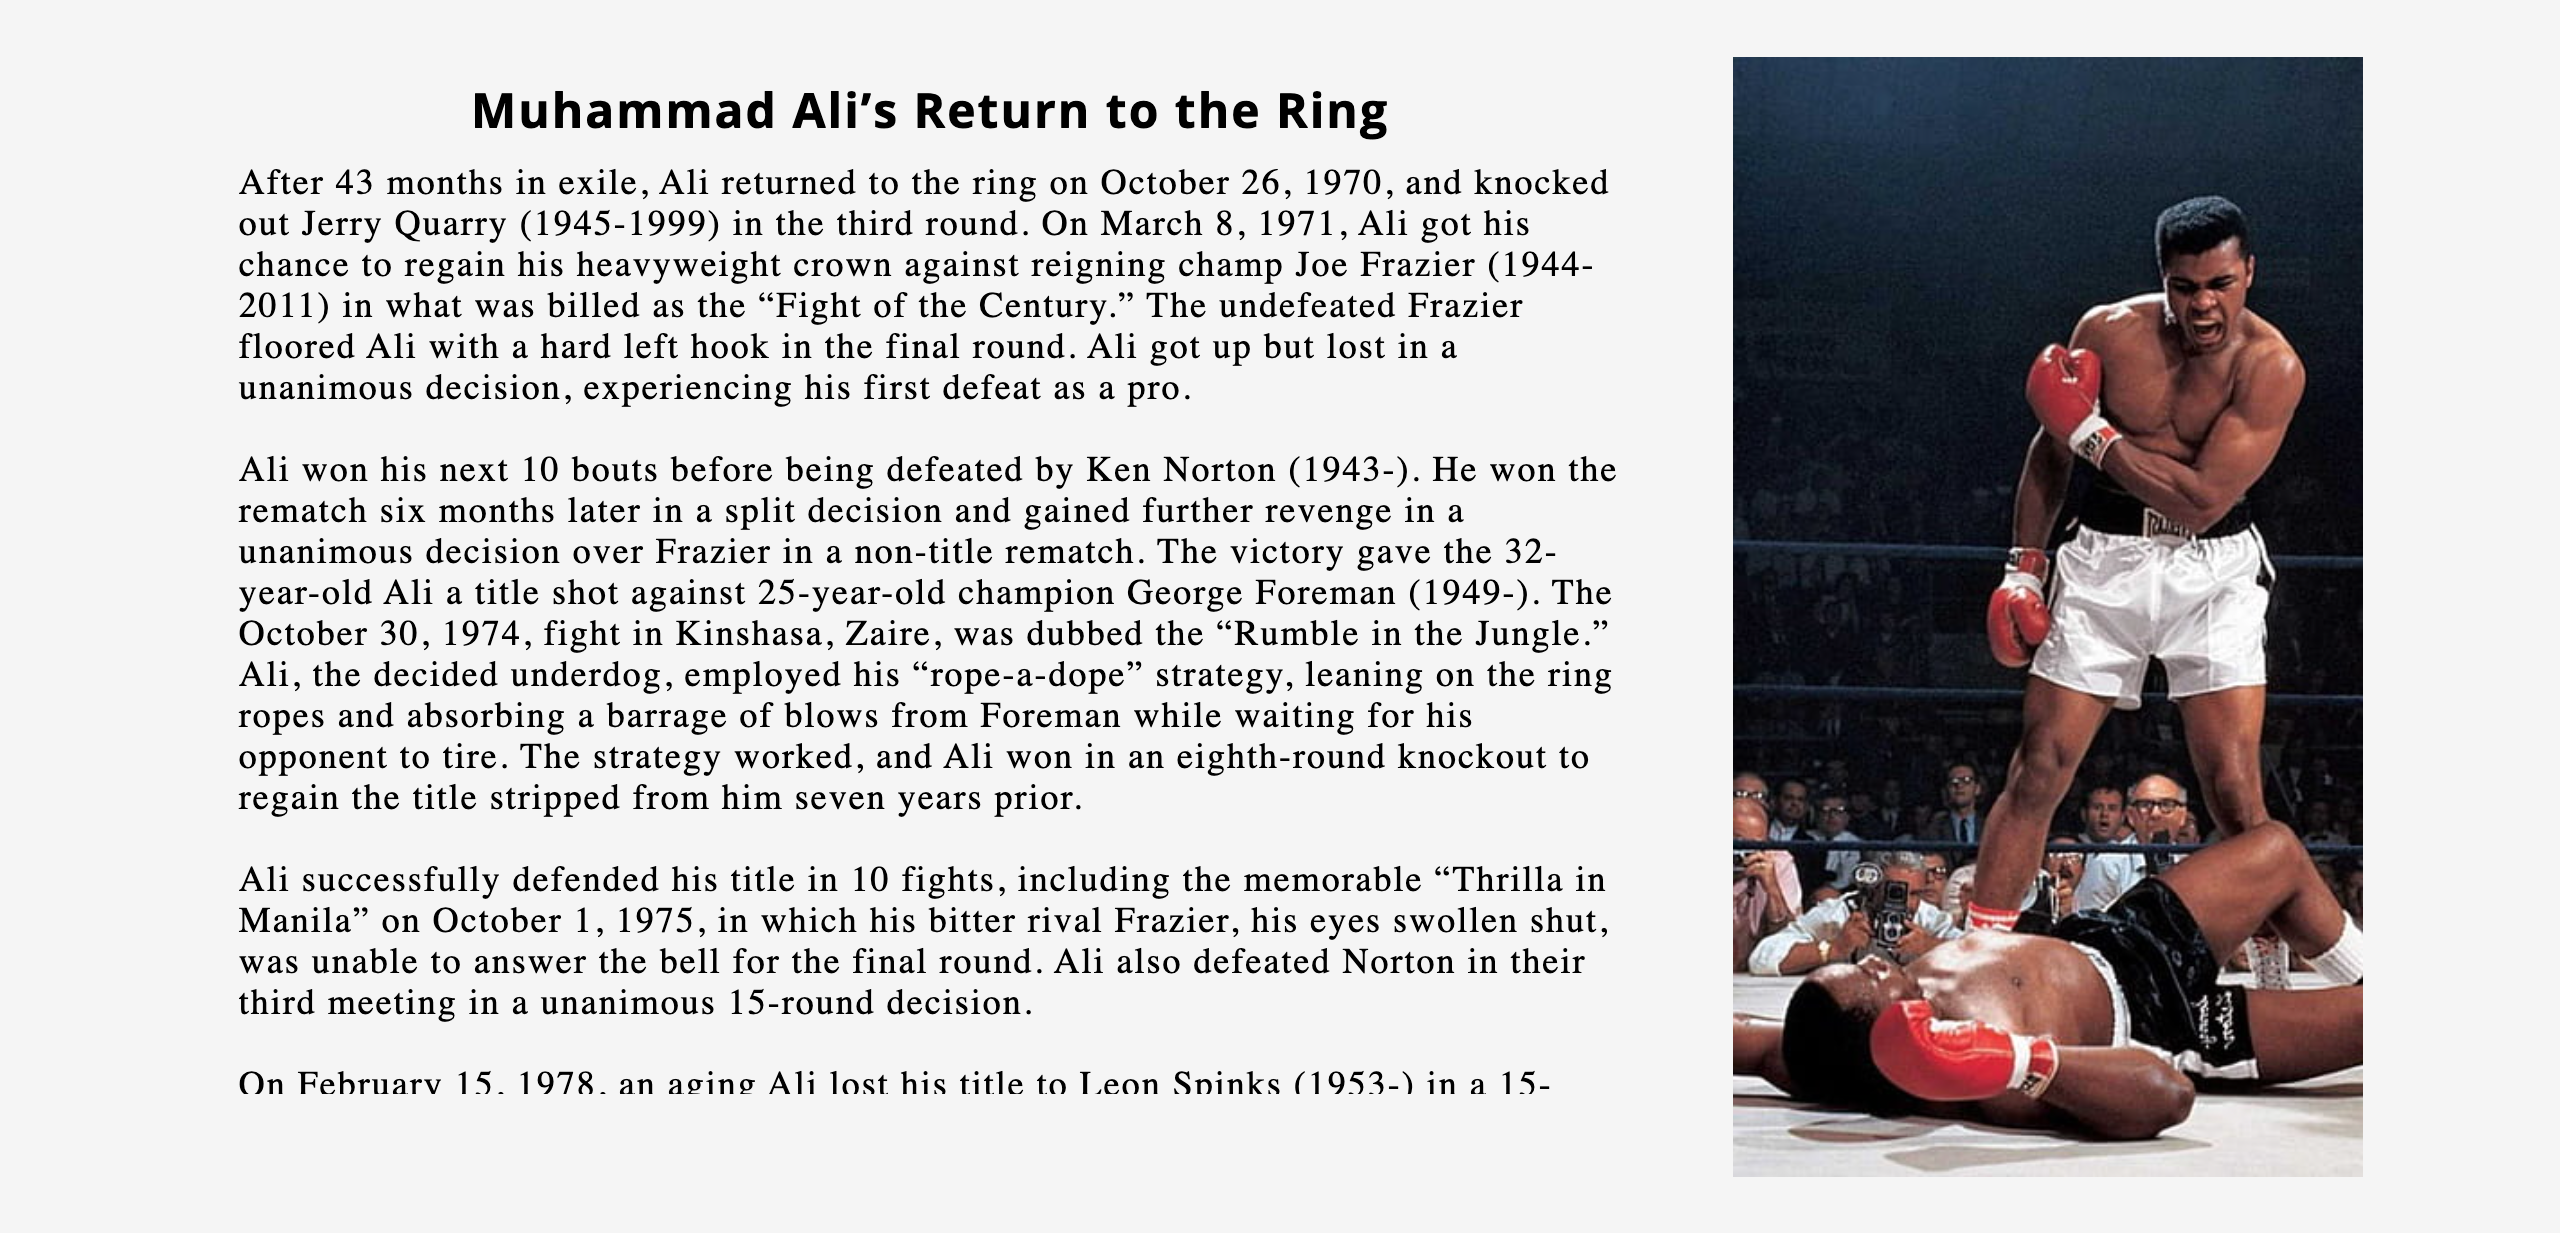 Muhammad Ali’s Return to the Ring
After 43 months in exile, Ali returned to the ring on October 26, 1970, and knocked
out Jerry Quarry (1945-1999) in the third round. On March 8, 1971, Ali got his
chance to regain his heavyweight crown against reigning champ Joe Frazier (1944-
2011) in what was billed as the “Fight of the Century.” The undefeated Frazier
floored Ali with a hard left hook in the final round. Ali got up but lost in a
unanimous decision, experiencing his first defeat as a pro.
Ali won his next 10 bouts before being defeated by Ken Norton (1943-). He won the
rematch six months later in a split decision and gained further revenge in a
unanimous decision over Frazier in a non-title rematch. The victory gave the 32-
year-old Ali a title shot against 25-year-old champion George Foreman (1949-). The
October 30, 1974, fight in Kinshasa, Zaire, was dubbed the “Rumble in the Jungle.”
Ali, the decided underdog, employed his “rope-a-dope” strategy, leaning on the ring
ropes and absorbing a barrage of blows from Foreman while waiting for his
opponent to tire. The strategy worked, and Ali won in an eighth-round knockout to
regain the title stripped from him seven years prior.
Ali successfully defended his title in 10 fights, including the memorable “Thrilla in
Manila” on October 1, 1975, in which his bitter rival Frazier, his eyes swollen shut,
was unable to answer the bell for the final round. Ali also defeated Norton in their
third meeting in a unanimous 15-round decision.
On February 15, 1978, an aging Ali lost his title to Leon Spinks (1953-) in a 15-